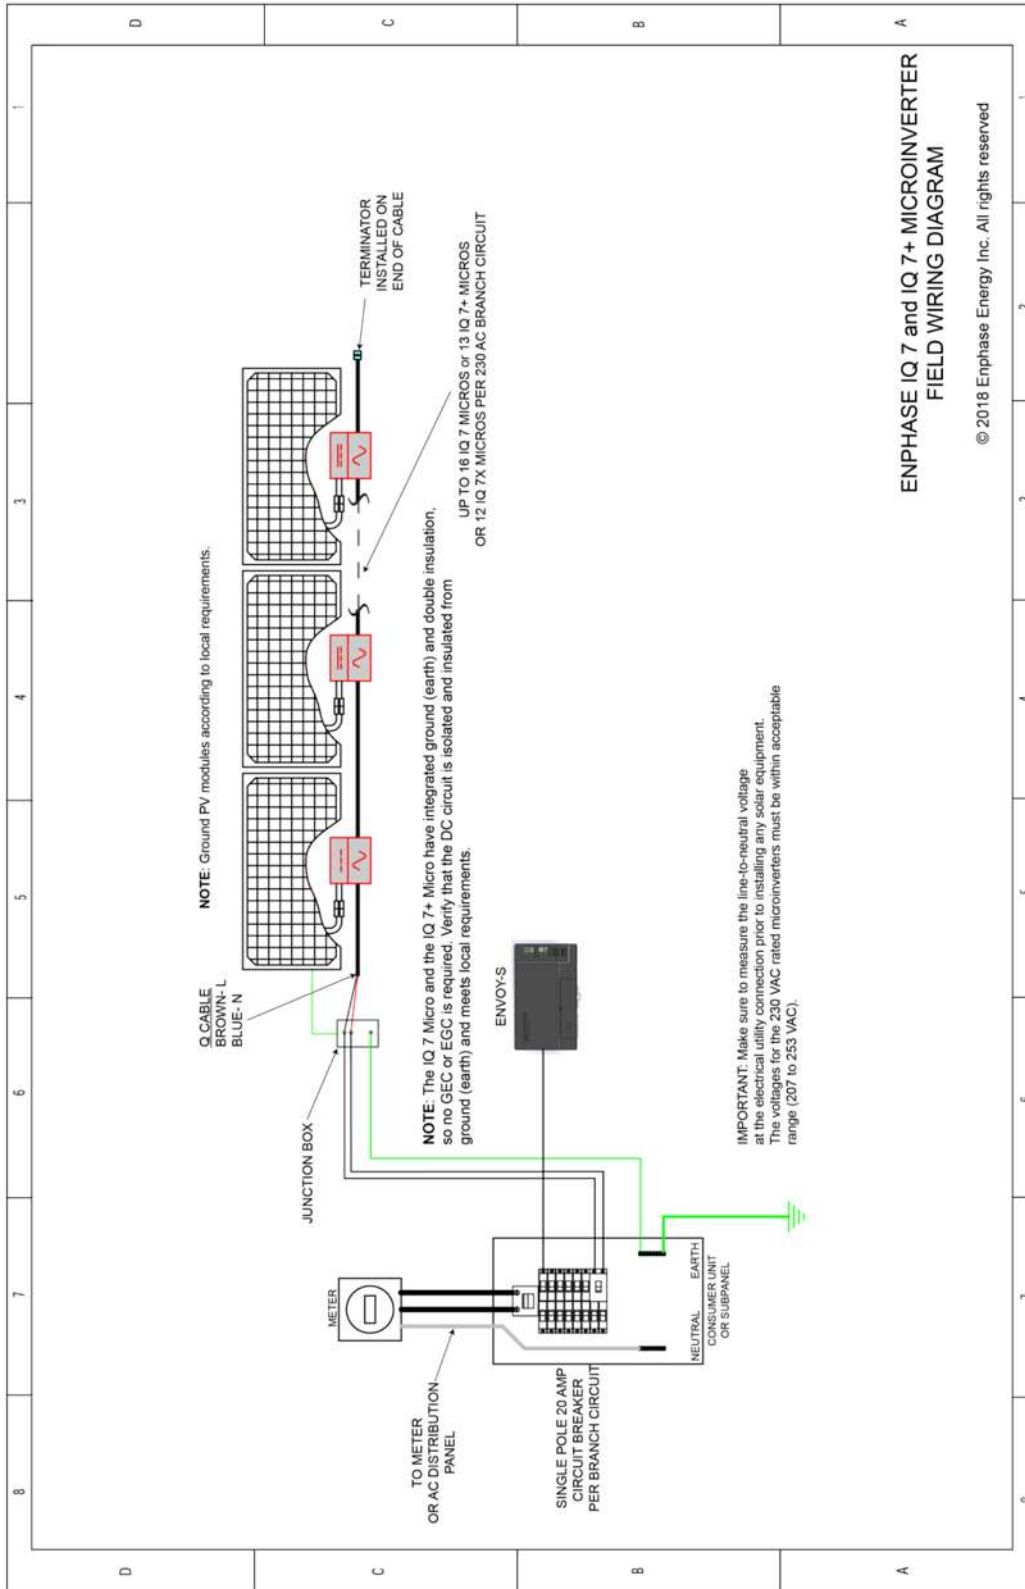 D
C
B
A
1
2
3
4
5
6
7
8
NOTE: Ground PV modules according to local requirements.
Q CABLE
BROWN- L
BLUE- N
JUNCTION BOX
TERMINATOR
INSTALLED ON
END OF CABLE
UP TO 16 IQ 7 MICROS or 13 IQ 7+ MICROS
OR 12 IQ 7X MICROS PER 230 AC BRANCH CIRCUIT
NOTE: The IQ 7 Micro and the IQ 7+ Micro have integrated ground (earth) and double insulation,
so no GEC or EGC is required. Verify that the DC circuit is isolated and insulated from
ground (earth) and meets local requirements.
METER
TO METER
OR AC DISTRIBUTION
PANEL
ENVOY-S
SINGLE POLE 20 AMP
CIRCUIT BREAKER
PER BRANCH CIRCUIT
NEUTRAL
EARTH
CONSUMER UNIT
OR SUBPANEL
IMPORTANT: Make sure to measure the line-to-neutral voltage
at the electrical utility connection prior to installing any solar equipment.
The voltages for the 230 VAC rated microinverters must be within acceptable
range (207 to 253 VAC).
ENPHASE IQ 7 and IQ 7+ MICROINVERTER
FIELD WIRING DIAGRAM
© 2018 Enphase Energy Inc. All rights reserved
D
C
B
A